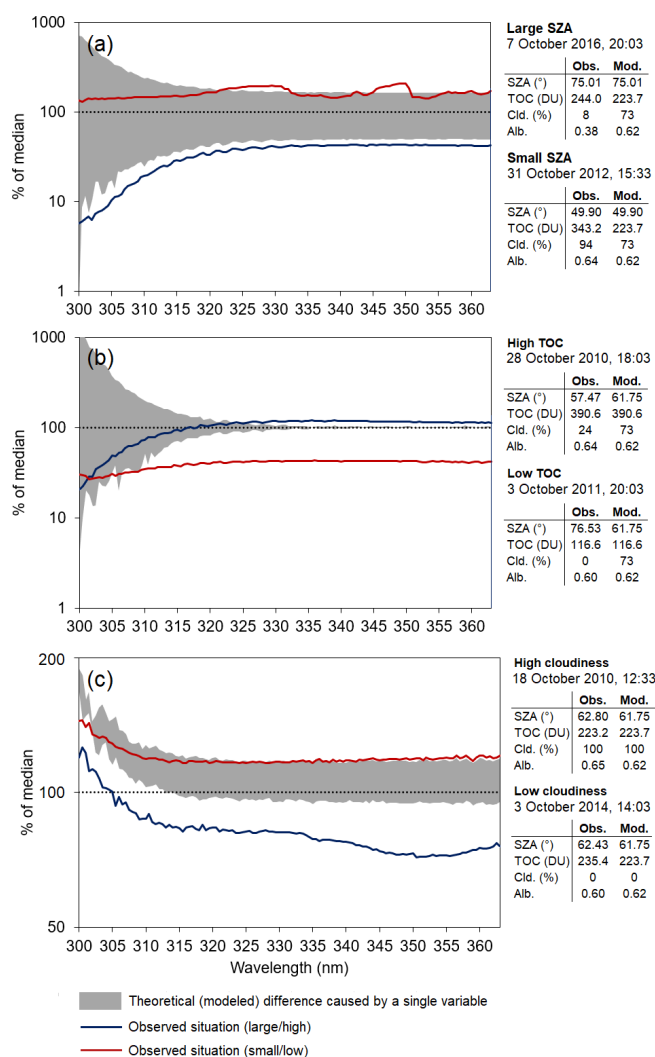 (a)
1000
100
10
1
% of median
300 305 310 315 320 325 330 335 340 345 350 355 360
Large SZA
7 October 2016, 20:03
Obs. Mod.
SZA (°) 75.01 75.01
TOC (DU) 244.0 223.7
Cld. (%) 8 73
Alb. 0.38 0.62
Small SZA
31 October 2012, 15:33
Obs. Mod.
SZA (°) 49.90 49.90
TOC (DU) 343.2 223.7
Cld. (%) 94 73
Alb. 0.64 0.62
(b)
1000
100
10
1
% of median
300 305 310 315 320 325 330 335 340 345 350 355 360
High TOC
28 October 2010, 18:03
Obs. Mod.
SZA (°) 57.47 61.75
TOC (DU) 390.6 390.6
Cld. (%) 24 73
Alb. 0.64 0.62
Low TOC
3 October 2011, 20:03
Obs. Mod.
SZA (°) 76.53 61.75
TOC (DU) 116.6 116.6
Cld. (%) 0 73
Alb. 0.60 0.62
(c)
200
100
50
% of median
300 305 310 315 320 325 330 335 340 345 350 355 360
Wavelength (nm)
High cloudiness
18 October 2010, 12:33
Obs. Mod.
SZA (°) 62.80 61.75
TOC (DU) 223.2 223.7
Cld. (%) 100 100
Alb. 0.65 0.62
Low cloudiness
3 October 2014, 14:03
Obs. Mod.
SZA (°) 62.43 61.75
TOC (DU) 235.4 223.7
Cld. (%) 0 0
Alb. 0.60 0.62
Theoretical (modeled) difference caused by a single variable
Observed situation (large/high)
Observed situation (small/low)